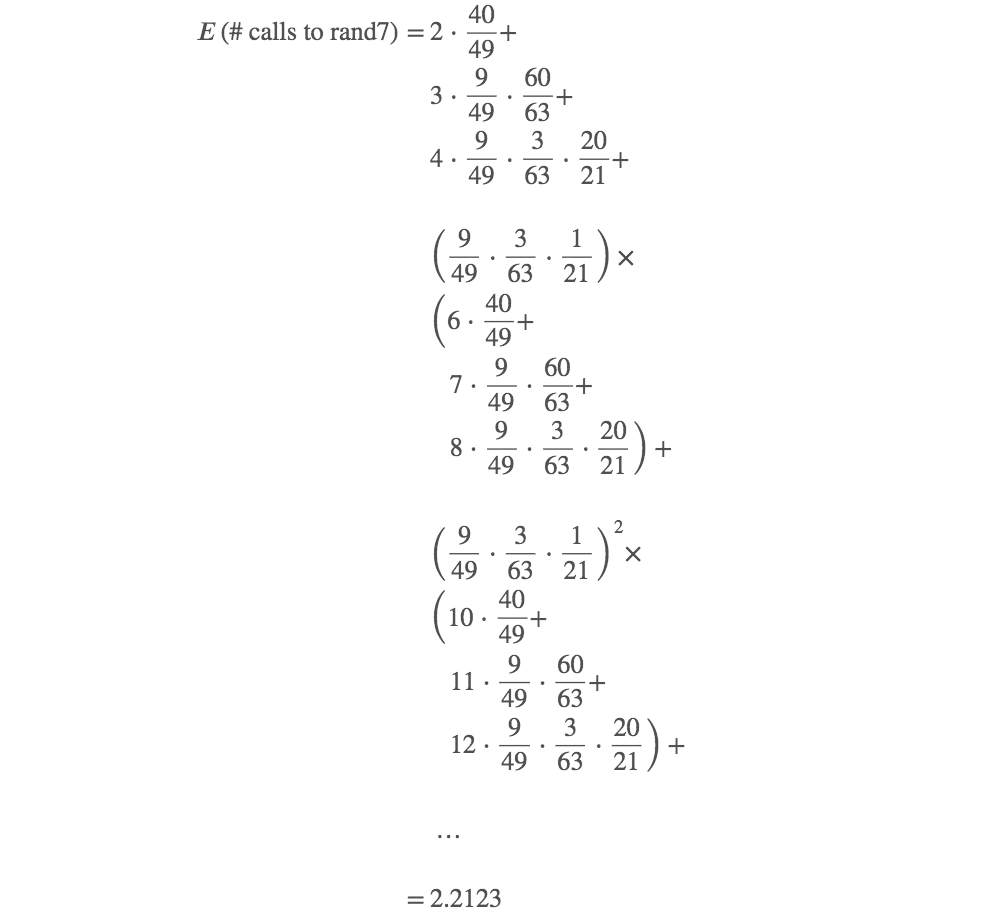 E (# calls to rand7) = 2 · 40/49 +
3 · 9/49 · 60/63 +
4 · 9/49 · 3/63 · 20/21 +
(9/49 · 3/63 · 1/21) ×
(6 · 40/49 +
7 · 9/49 · 60/63 +
8 · 9/49 · 3/63 · 20/21) +
(9/49 · 3/63 · 1/21)² ×
(10 · 40/49 +
11 · 9/49 · 60/63 +
12 · 9/49 · 3/63 · 20/21) +
…
= 2.2123